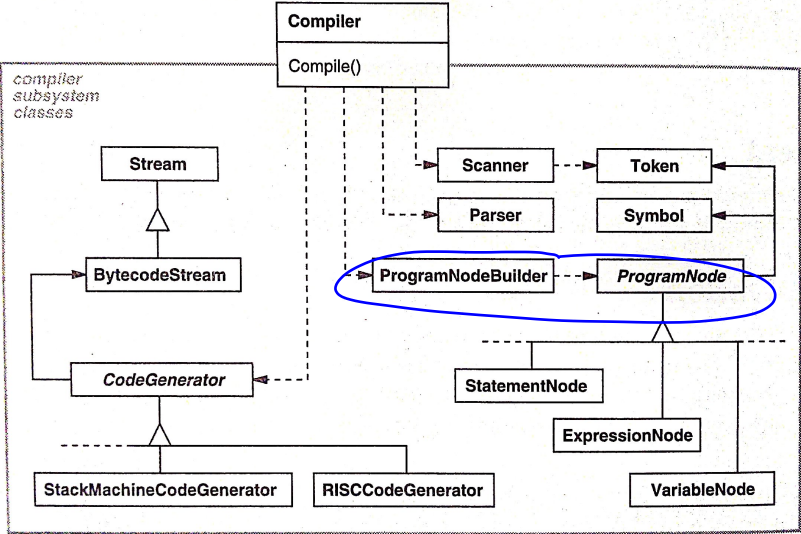 Compiler
Compile()
compiler
subsystem
classes
Stream
Scanner
Token
Parser
Symbol
BytecodeStream
ProgramNodeBuilder
ProgramNode
CodeGenerator
StatementNode
ExpressionNode
StackMachineCodeGenerator
RISCCodeGenerator
VariableNode